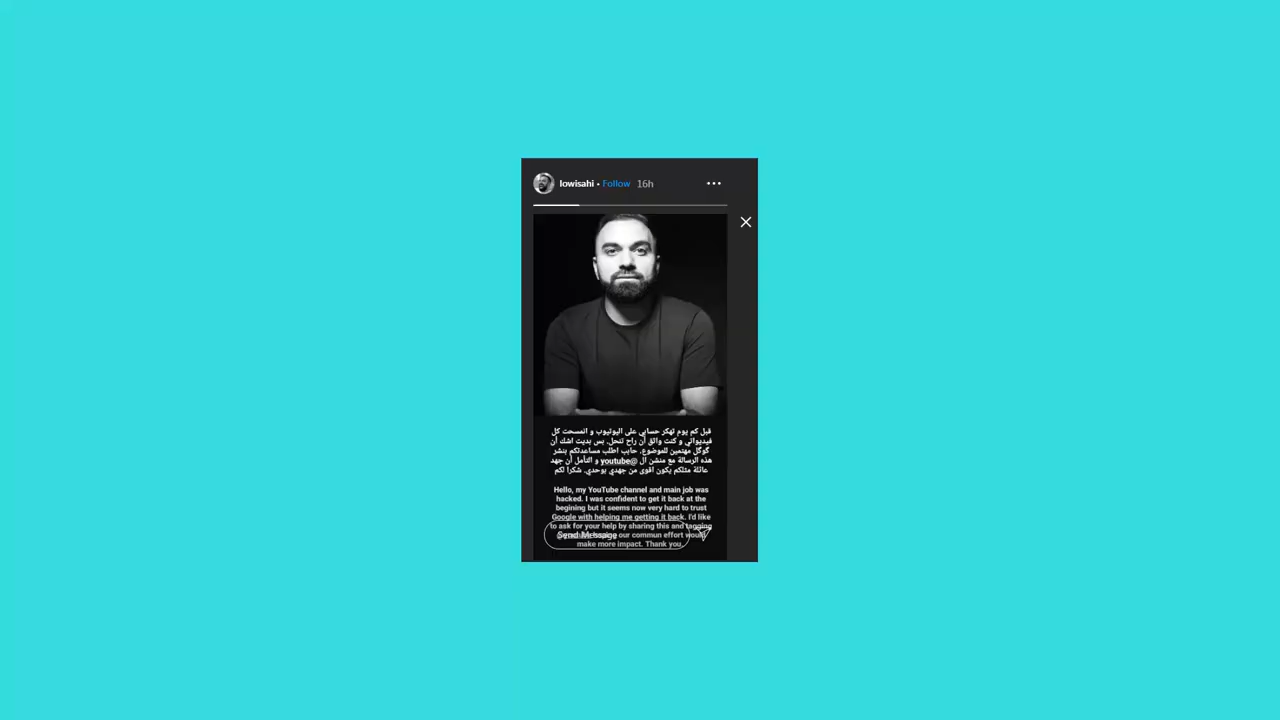 lowisahi • Follow 16h
قبل كم يوم تهكر حسابي على اليوتيوب و انمسحت كل
فيديواتي و كنت واثق أن راح تنحل. بس بديت اشك أن
گوگل مهتمين للموضوع. حابب اطلب مساعدتكم بنشر
هذه الرسالة مع منشن ال @youtube و التأمل أن جهد
عائلة مثلكم يكون اقوى من جهدي بوحدي. شكراً لكم
Hello, my YouTube channel and main job was
hacked. I was confident to get it back at the
begining but it seems now very hard to trust
Google with helping me getting it back. I'd like
to ask for your help by sharing this and tagging
our commun effort would
Send Message
make more impact. Thank you